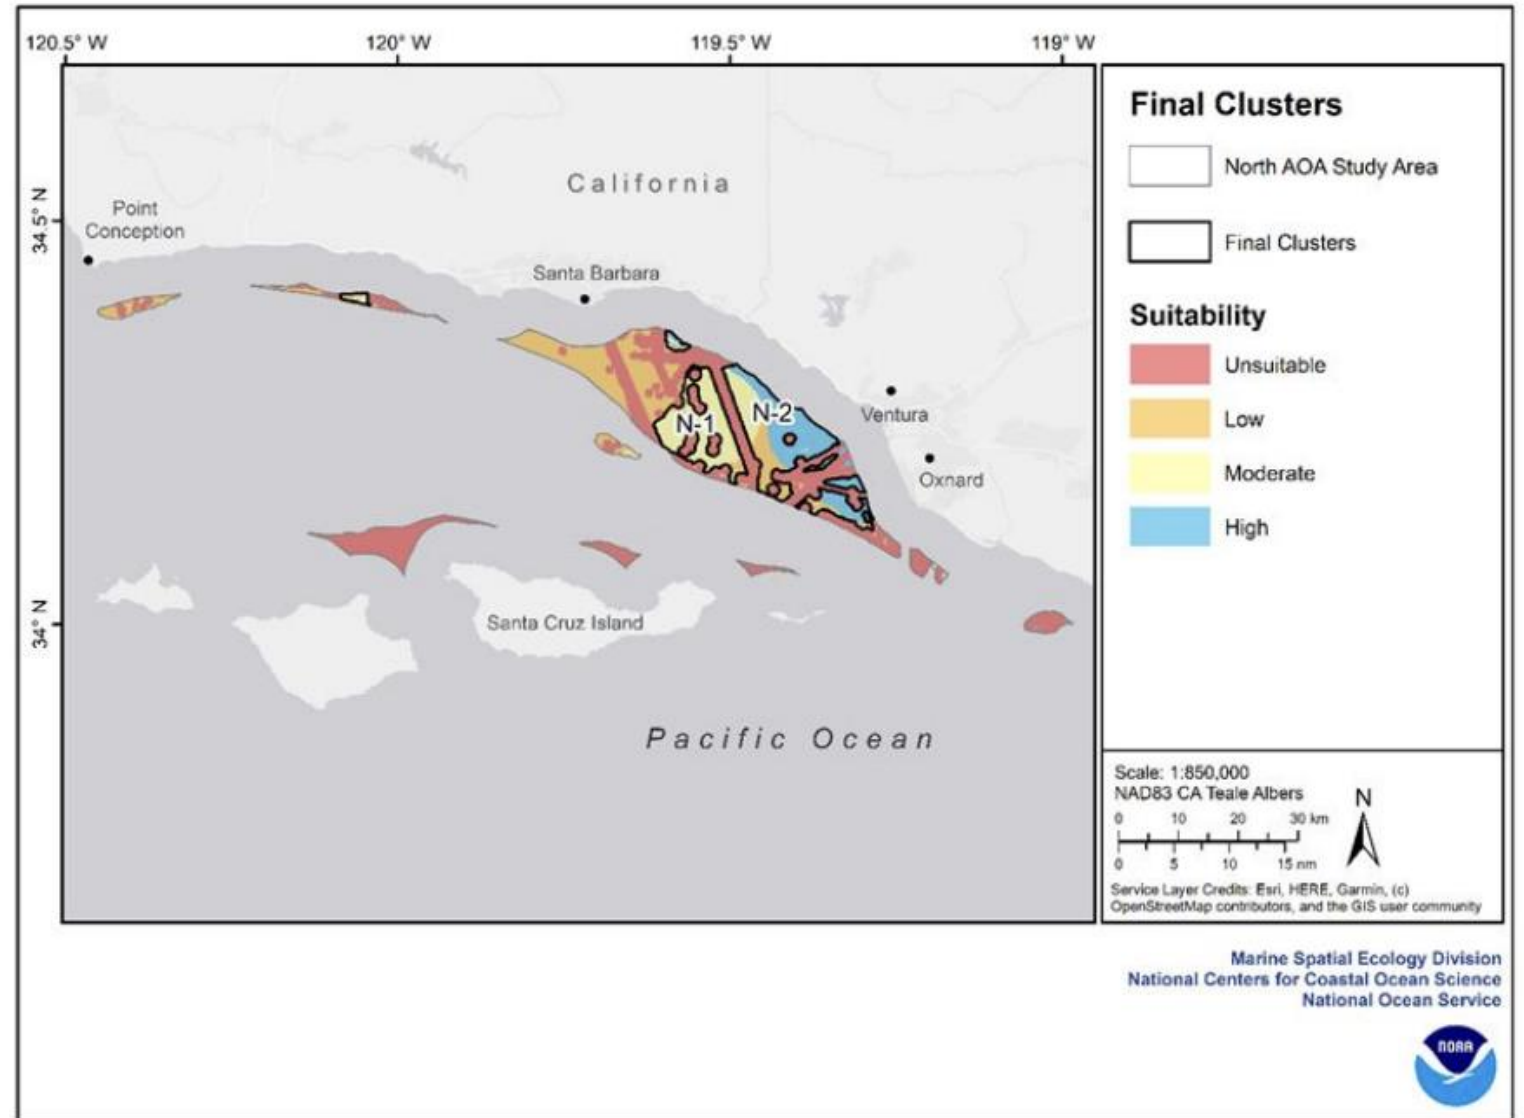 120.5° W
120° W
119.5° W
119° W
34.5° N
34° N
California
Point
Conception
Santa Barbara
N-1
N-2
Ventura
Oxnard
Santa Cruz Island
Pacific Ocean
Final Clusters
North AOA Study Area
Final Clusters
Suitability
Unsuitable
Low
Moderate
High
Scale: 1:850,000
NAD83 CA Teale Albers
N
0 10 20 30 km
0 5 10 15 nm
Service Layer Credits: Esri, HERE, Garmin, (c)
OpenStreetMap contributors, and the GIS user community
Marine Spatial Ecology Division
National Centers for Coastal Ocean Science
National Ocean Service
NOAA